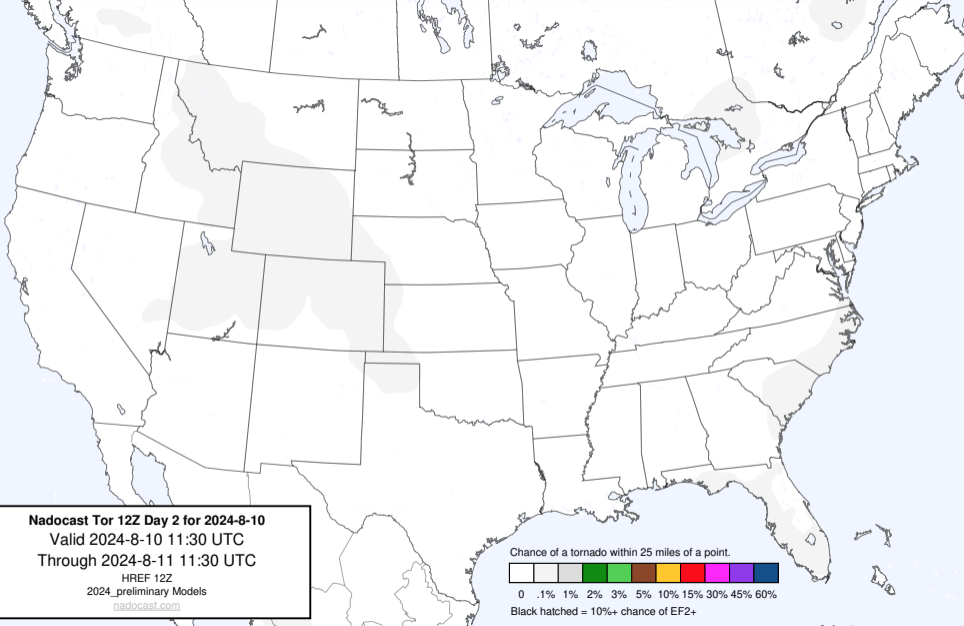 Nadocast Tor 12Z Day 2 for 2024-8-10
Valid 2024-8-10 11:30 UTC
Through 2024-8-11 11:30 UTC
HREF 12Z
2024_preliminary Models
nadocast.com
Chance of a tornado within 25 miles of a point.
0 .1% 1% 2% 3% 5% 10% 15% 30% 45% 60%
Black hatched = 10%+ chance of EF2+